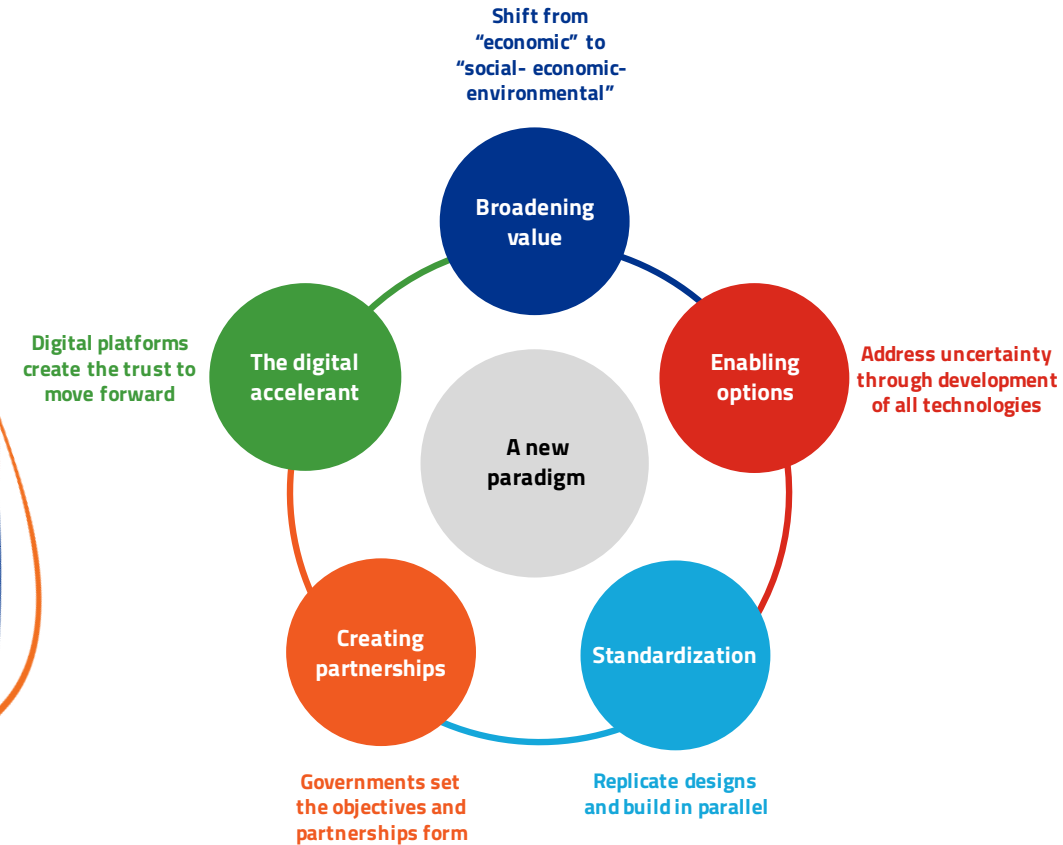 Shift from
“economic” to
“social- economic-
environmental”
Broadening
value
Enabling
options
Address uncertainty
through development
of all technologies
Standardization
Replicate designs
and build in parallel
Creating
partnerships
Governments set
the objectives and
partnerships form
The digital
accelerant
Digital platforms
create the trust to
move forward
A new
paradigm